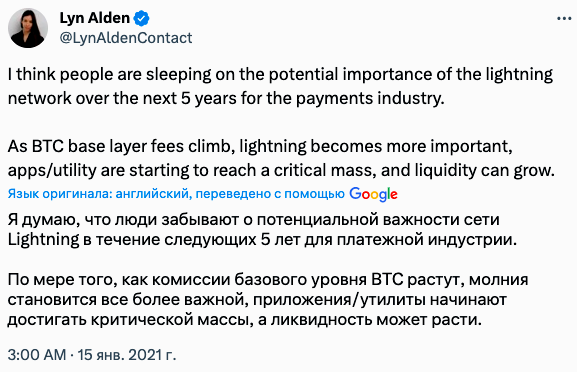 Lyn Alden
@LynAldenContact
I think people are sleeping on the potential importance of the lightning
network over the next 5 years for the payments industry.
As BTC base layer fees climb, lightning becomes more important,
apps/utility are starting to reach a critical mass, and liquidity can grow.
Язык оригинала: английский, переведено с помощью Google
Я думаю, что люди забывают о потенциальной важности сети
Lightning в течение следующих 5 лет для платежной индустрии.
По мере того, как комиссии базового уровня BTC растут, молния
становится все более важной, приложения/утилиты начинают
достигать критической массы, а ликвидность может расти.
3:00 AM · 15 янв. 2021 г.